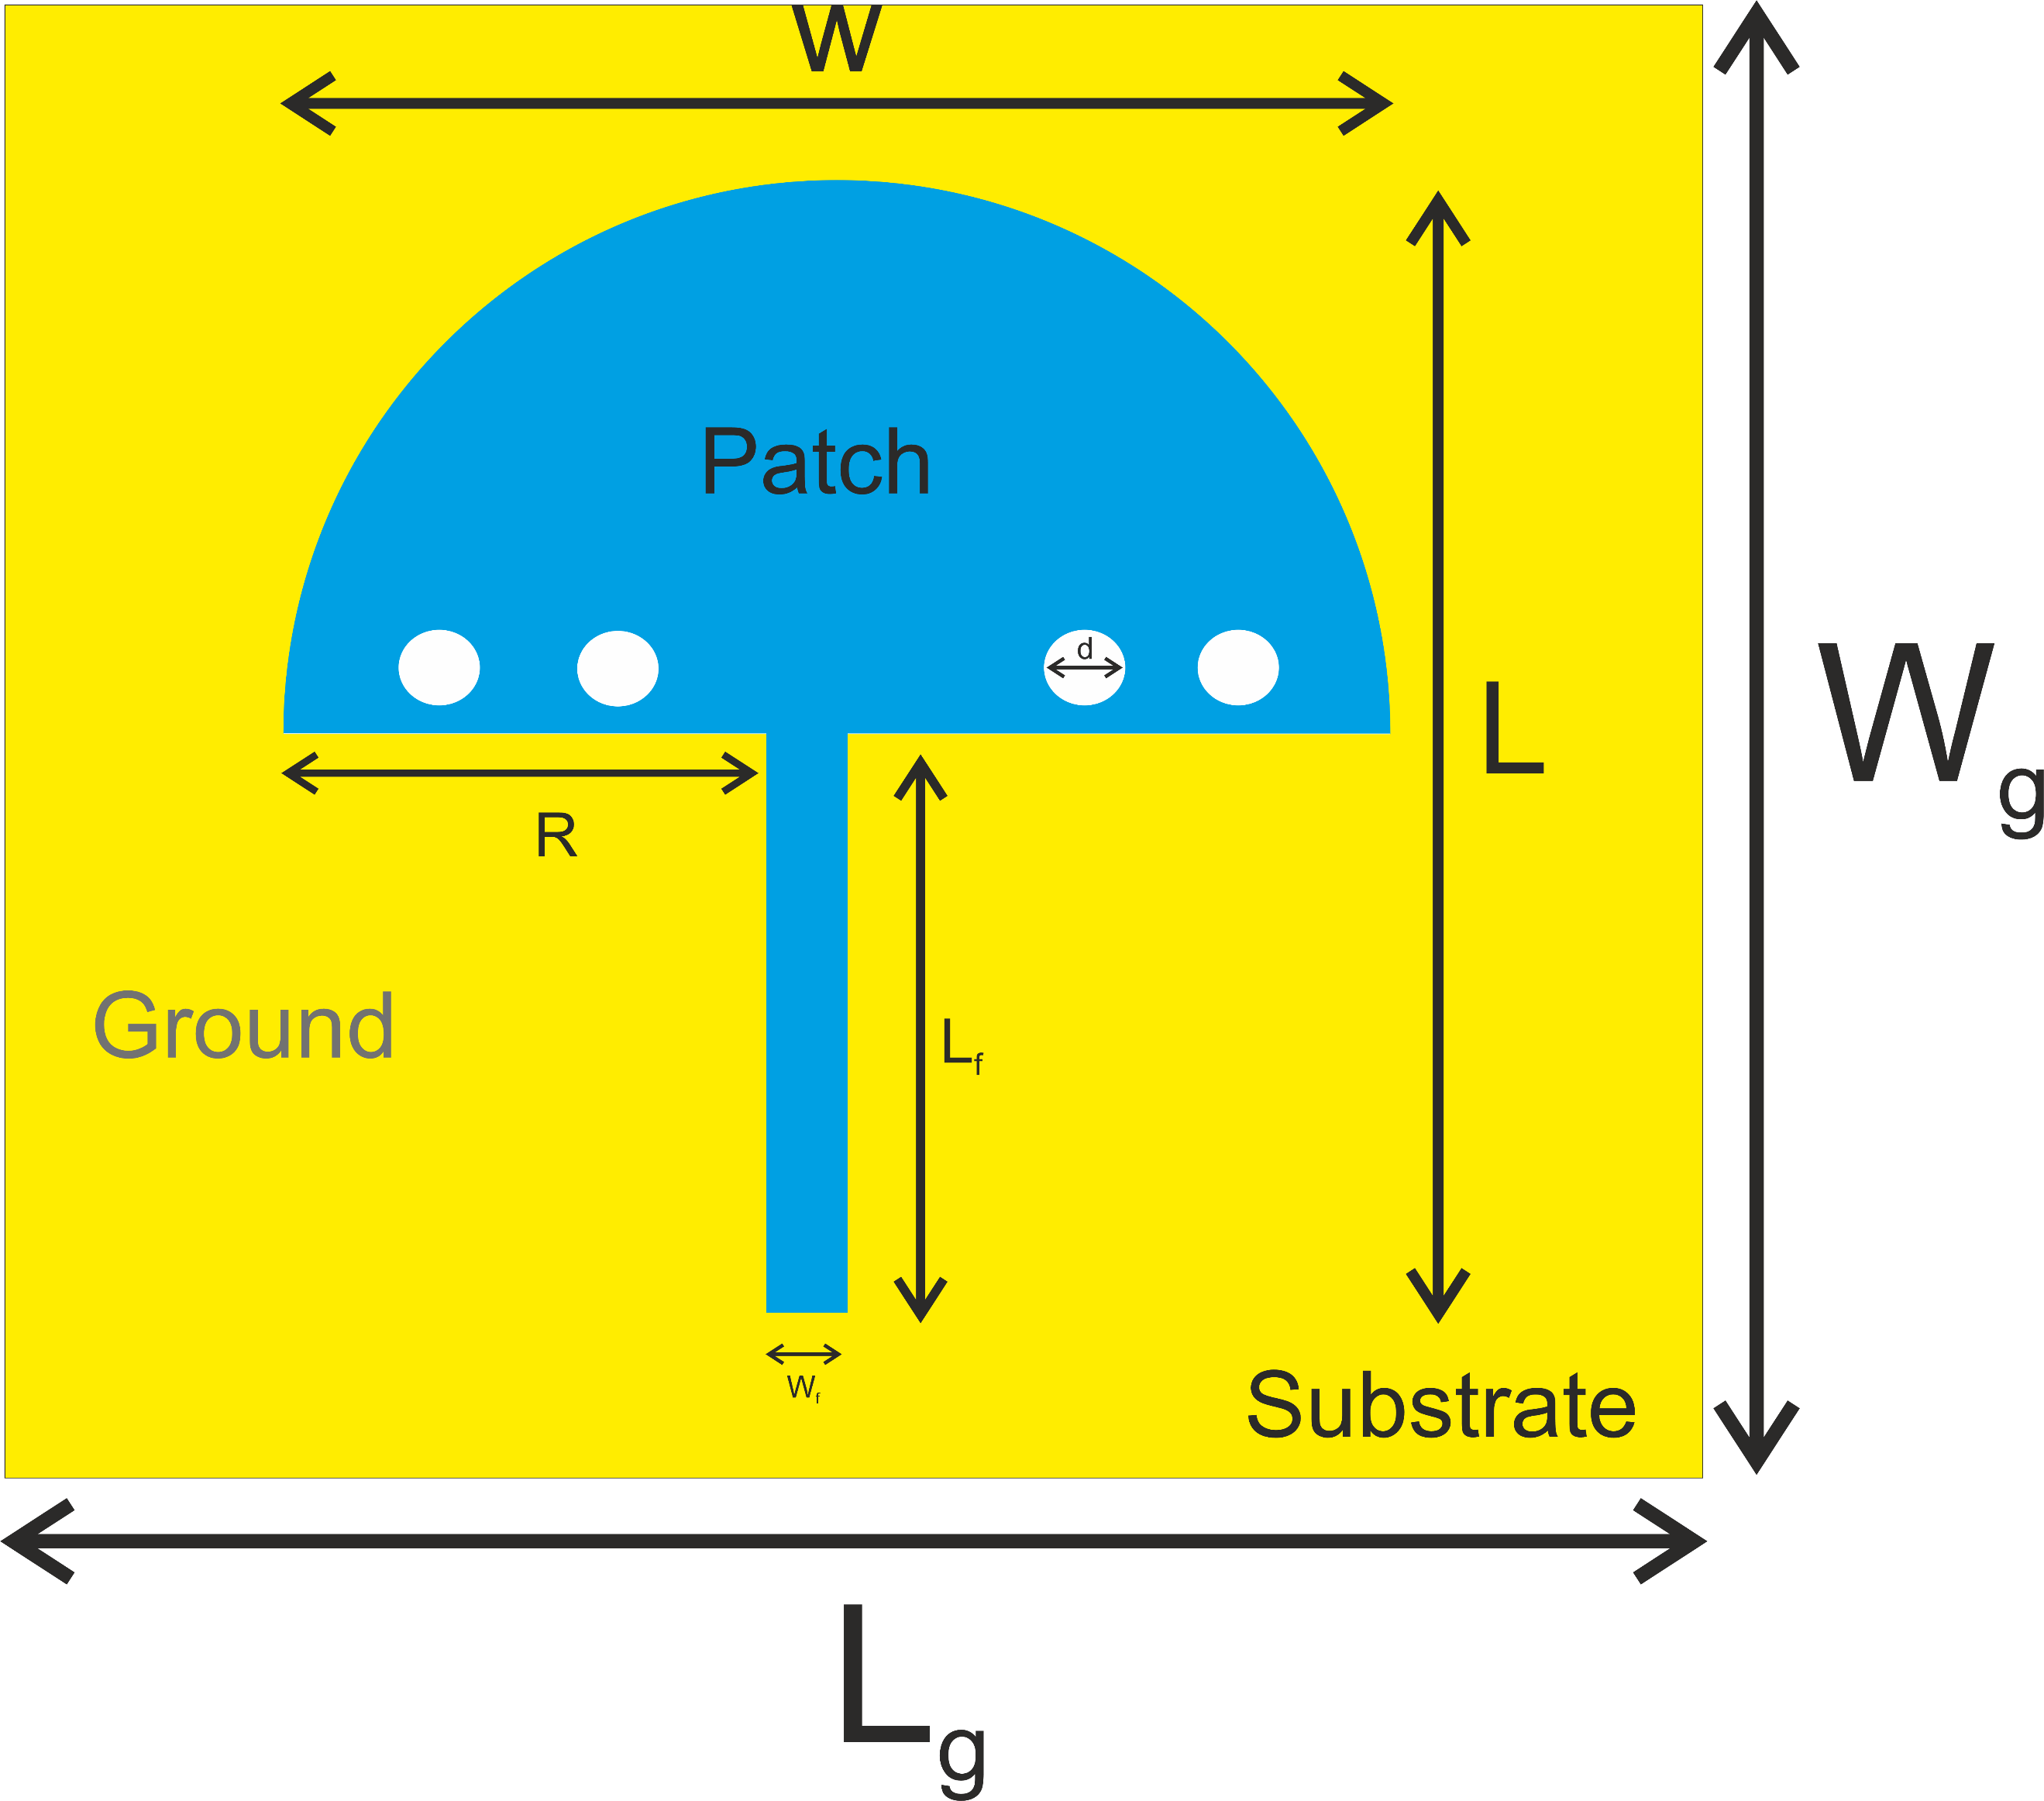 W
Patch
d
L
Wg
R
Ground
Lf
Wf
Substrate
Lg